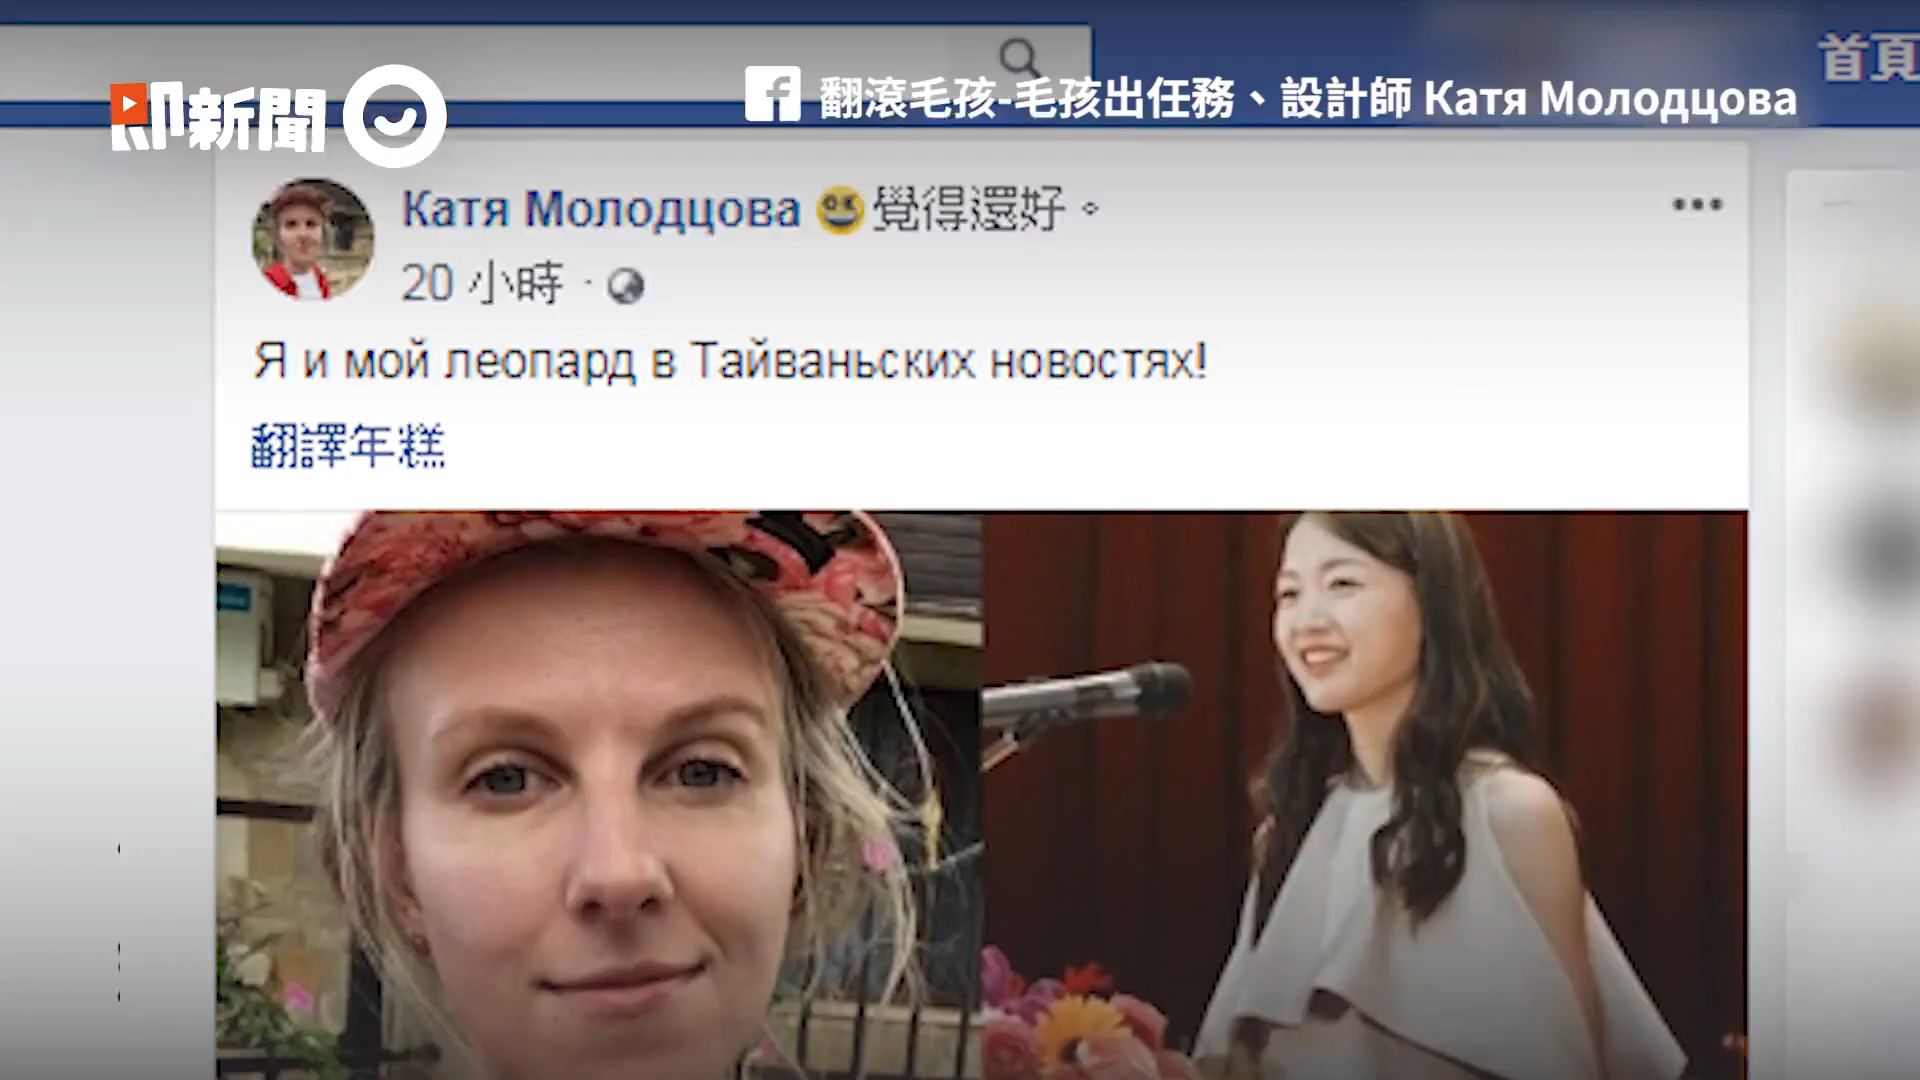 首頁
即新聞
翻滾毛孩-毛孩出任務、設計師 Катя Молодцова
Катя Молодцова 覺得還好。
20 小時 ·
Я и мой леопард в Тайваньских новостях!
翻譯年糕